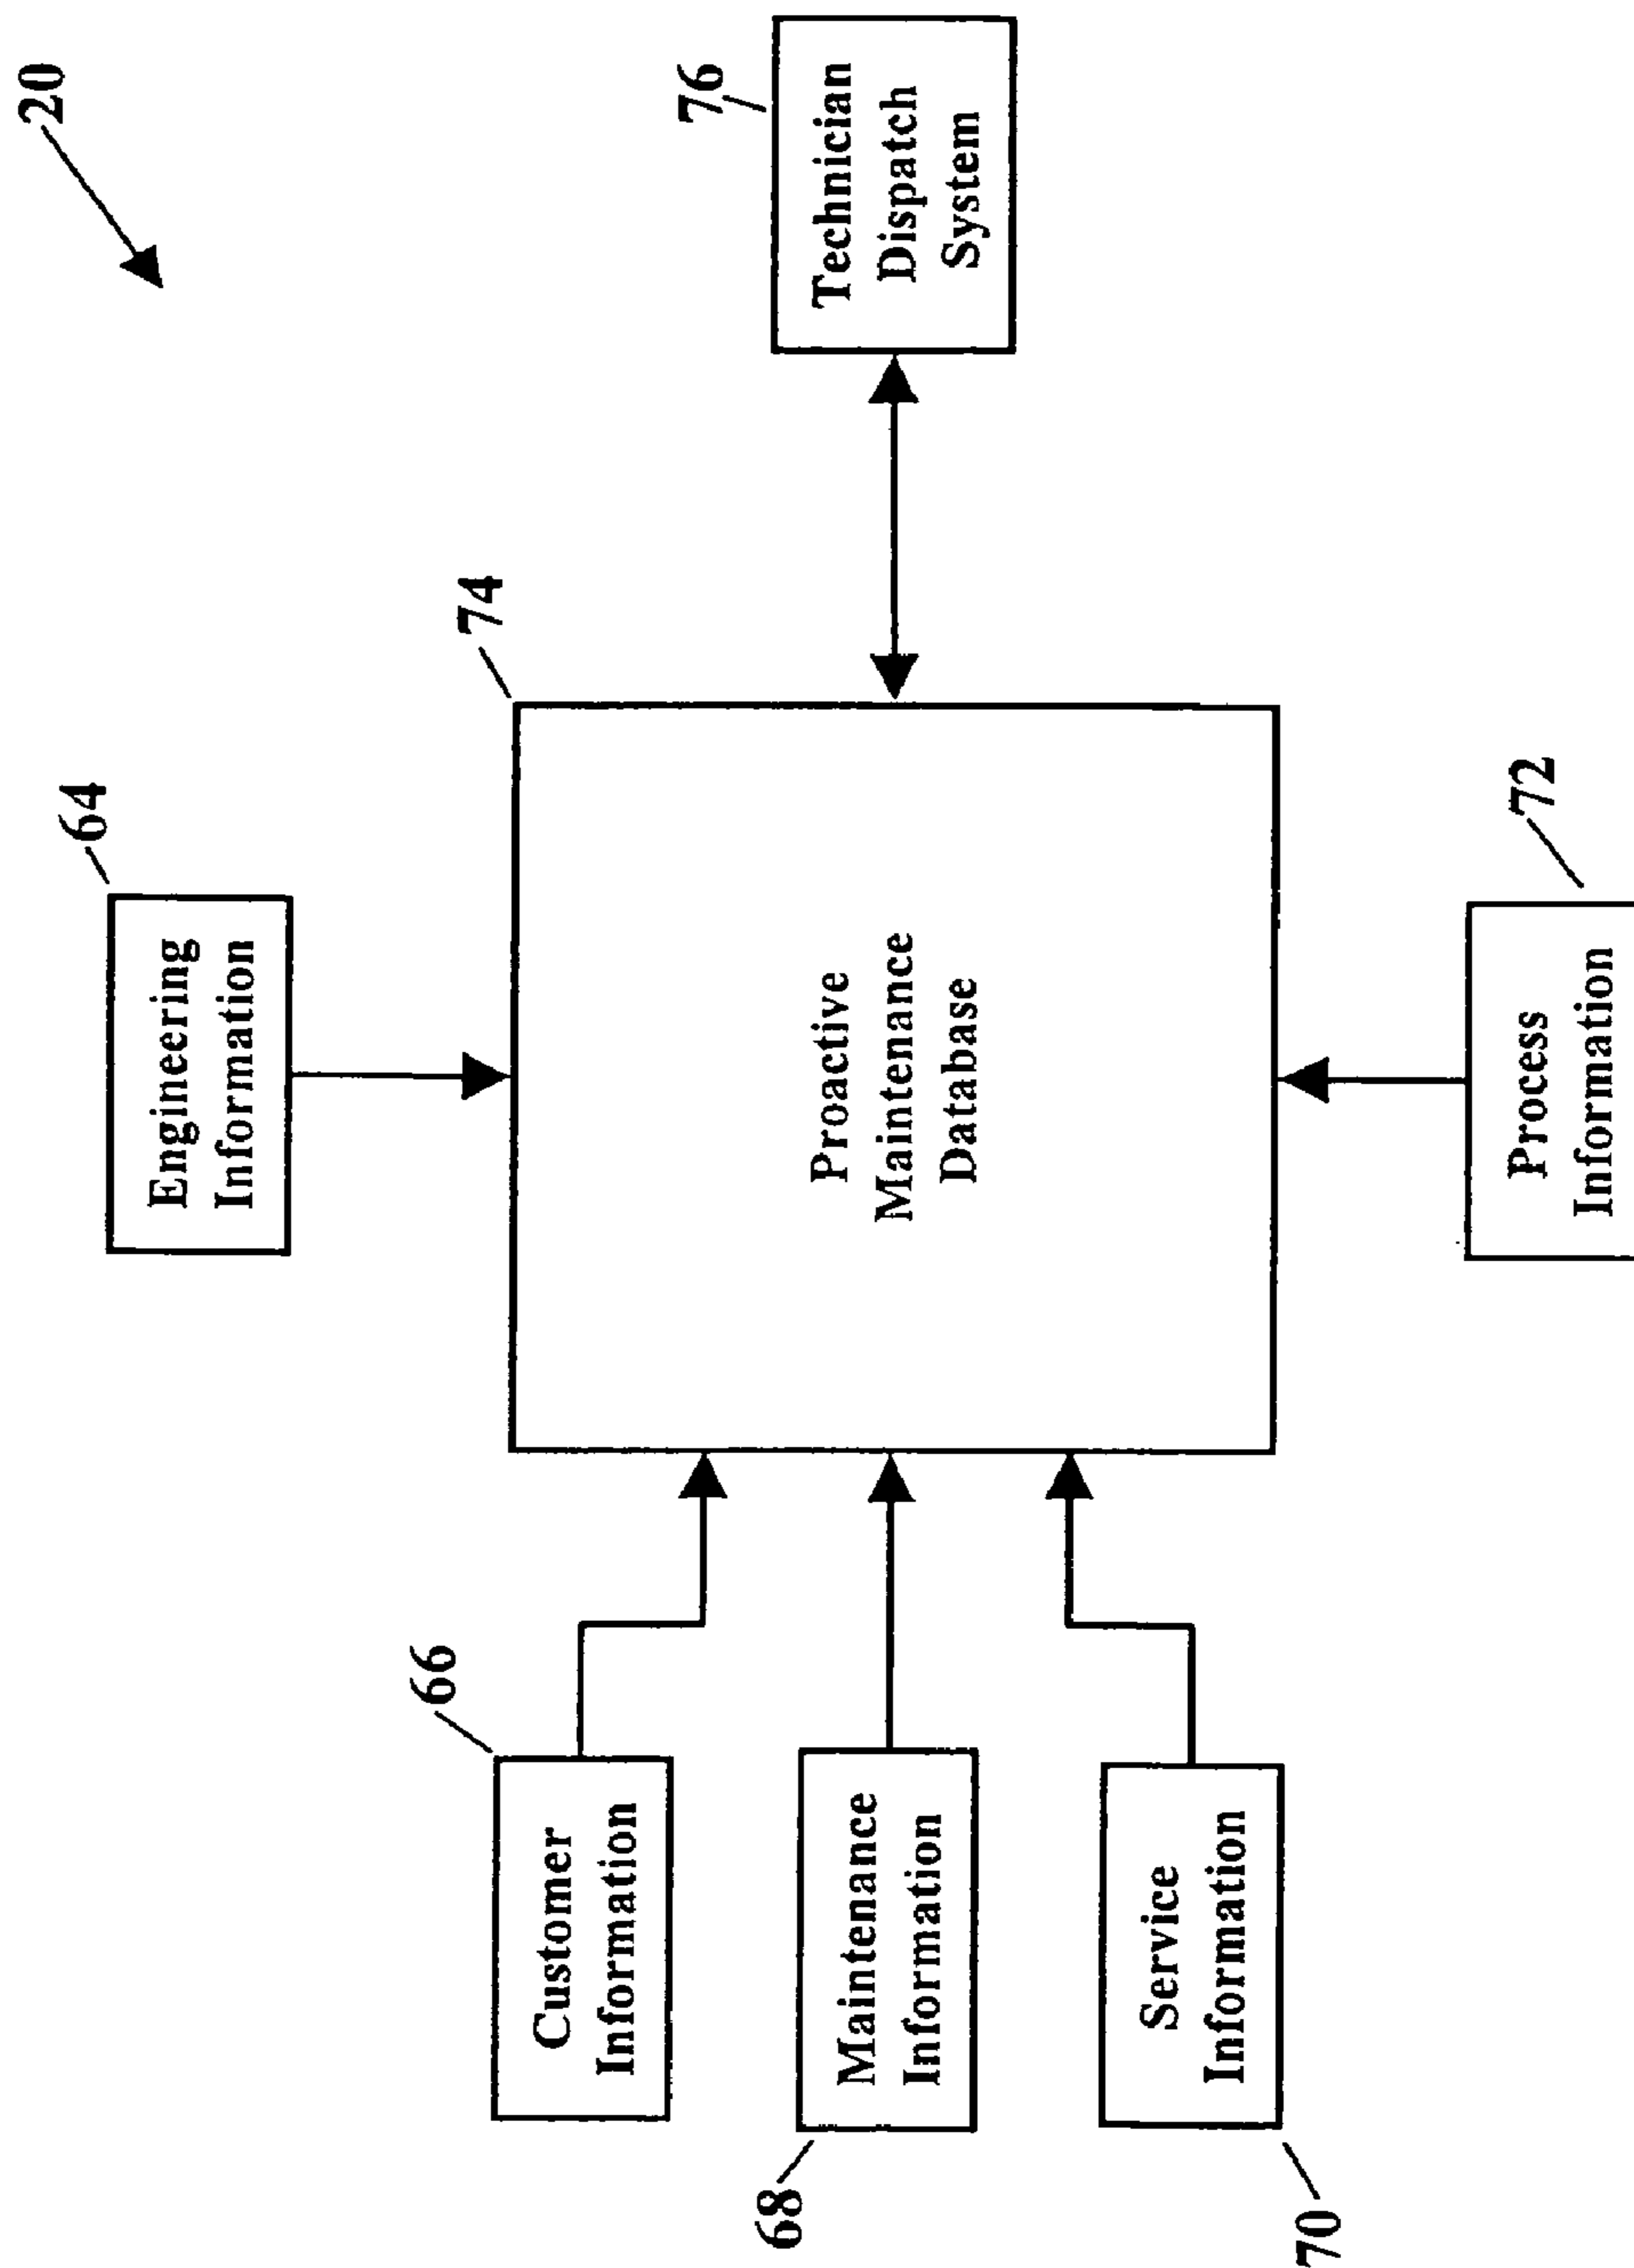 20
64
Engineering
Information
66
Customer
Information
74
Proactive
Maintenance
Database
76
Technician
Dispatch
System
68
Maintenance
Information
70
Service
Information
72
Process
Information